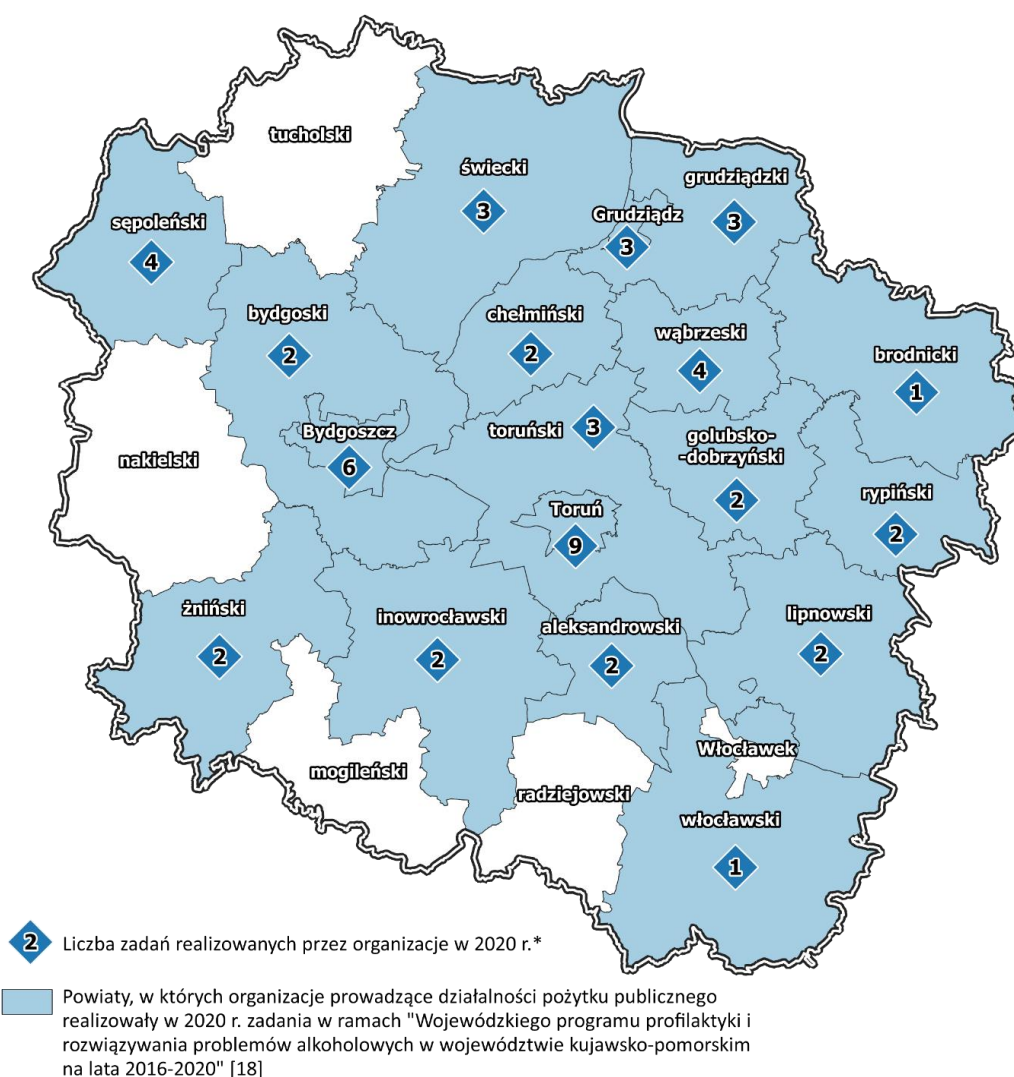 tucholski
świecki
3
grudziądzki
3
Grudziądz
3
sępoleński
4
bydgoski
2
chełmiński
2
wąbrzeski
4
brodnicki
1
Bydgoszcz
6
toruński 3
golubsko-
-dobrzyński
2
nakielski
rypiński
2
Toruń
9
żniński
2
inowrocławski
2
aleksandrowski
2
lipnowski
2
Włocławek
mogileński
radziejowski
włocławski
1
2 Liczba zadań realizowanych przez organizacje w 2020 r.*
Powiaty, w których organizacje prowadzące działalności pożytku publicznego
realizowały w 2020 r. zadania w ramach "Wojewódzkiego programu profilaktyki i
rozwiązywania problemów alkoholowych w województwie kujawsko-pomorskim
na lata 2016-2020" [18]